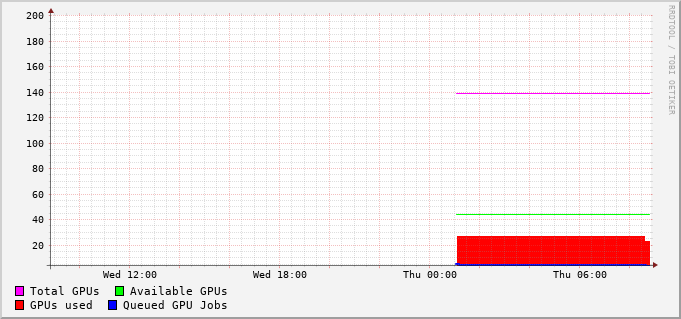 RRDTOOL / TOBI OETIKER
200
180
160
140
120
100
80
60
40
20
Wed 12:00 Wed 18:00 Thu 00:00 Thu 06:00
Total GPUs Available GPUs
GPUs used Queued GPU Jobs